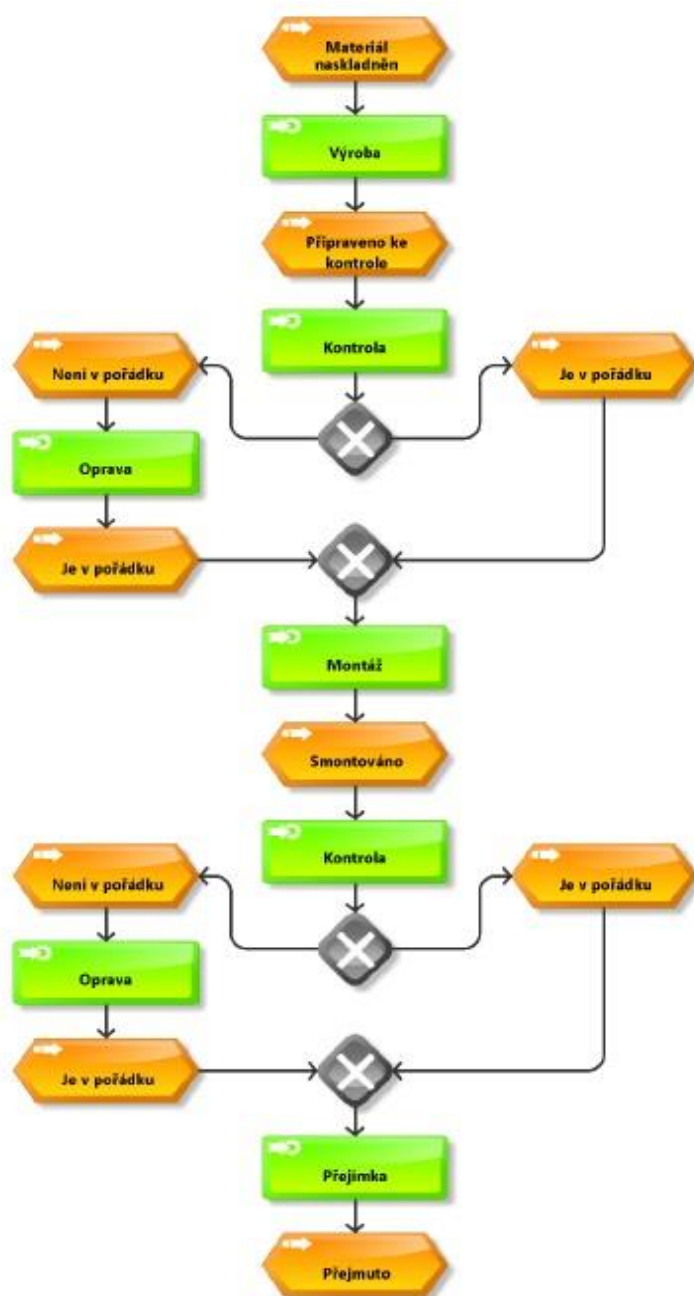 Materiál
naskladněn
Výroba
Připraveno ke
kontrole
Kontrola
Není v pořádku
Je v pořádku
Oprava
Je v pořádku
Montáž
Smontováno
Kontrola
Není v pořádku
Je v pořádku
Oprava
Je v pořádku
Přejímka
Přejmuto